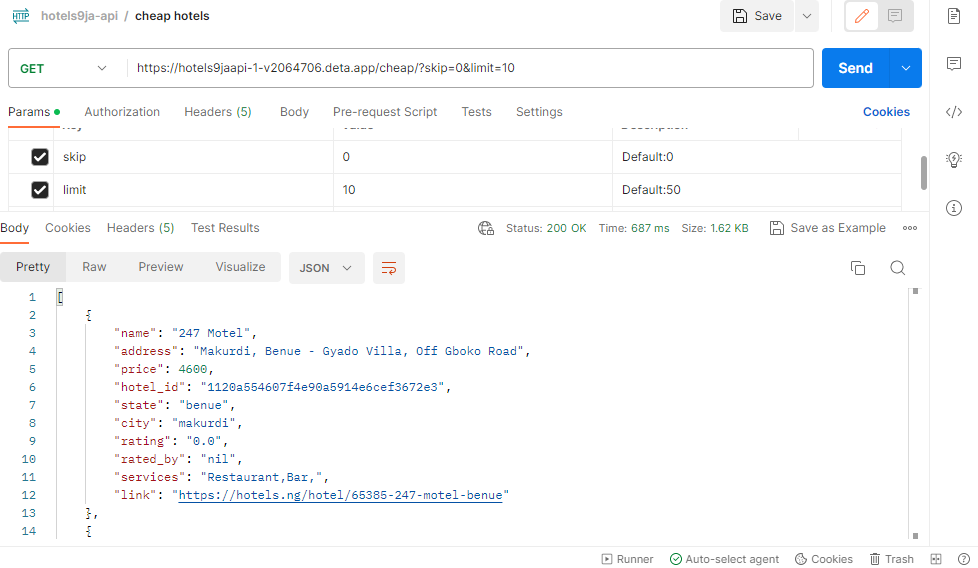 HTTP hotels9ja-api / cheap hotels Save
GET https://hotels9jaapi-1-v2064706.deta.app/cheap/?skip=0&limit=10 Send
Params Authorization Headers (5) Body Pre-request Script Tests Settings Cookies
Key Value Description
skip 0 Default:0
limit 10 Default:50
Body Cookies Headers (5) Test Results Status: 200 OK Time: 687 ms Size: 1.62 KB Save as Example
Pretty Raw Preview Visualize JSON
1 [
2 {
3 "name": "247 Motel",
4 "address": "Makurdi, Benue - Gyado Villa, Off Gboko Road",
5 "price": 4600,
6 "hotel_id": "1120a554607f4e90a5914e6cef3672e3",
7 "state": "benue",
8 "city": "makurdi",
9 "rating": "0.0",
10 "rated_by": "nil",
11 "services": "Restaurant,Bar,",
12 "link": "https://hotels.ng/hotel/65385-247-motel-benue"
13 },
14 {
Runner Auto-select agent Cookies Trash